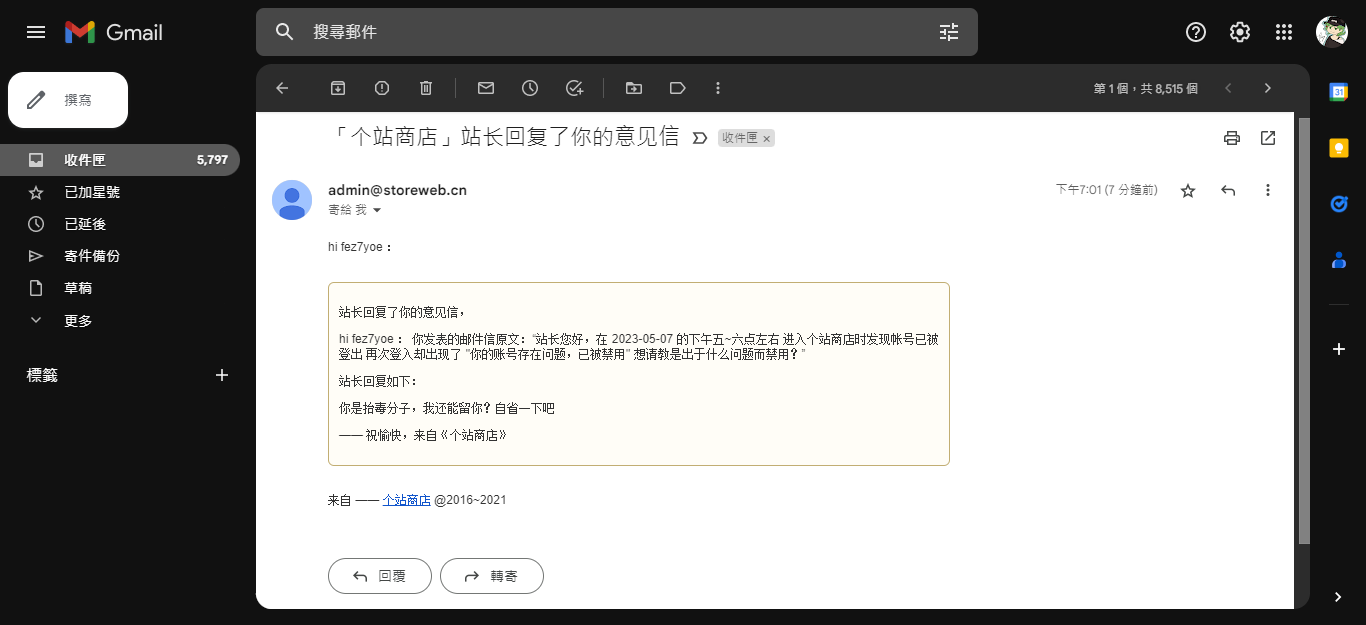 Gmail
搜尋郵件
撰寫
第 1 個，共 8,515 個
「个站商店」站长回复了你的意见信
收件匣 ×
收件匣 5,797
已加星號
已延後
寄件備份
草稿
更多
標籤
admin@storeweb.cn
下午7:01 (7 分鐘前)
寄給 我
hi fez7yoe：
站长回复了你的意见信，
hi fez7yoe： 你发表的邮件信原文：“站长您好，在 2023-05-07 的下午五~六点左右 进入个站商店时发现帐号已被
登出 再次登入却出现了 "你的账号存在问题，已被禁用" 想请教是出于什么问题而禁用？”
站长回复如下：
你是抬毒分子，我还能留你？自省一下吧
—— 祝愉快，来自《个站商店》
来自 —— 个站商店 @2016~2021
回覆
轉寄
31